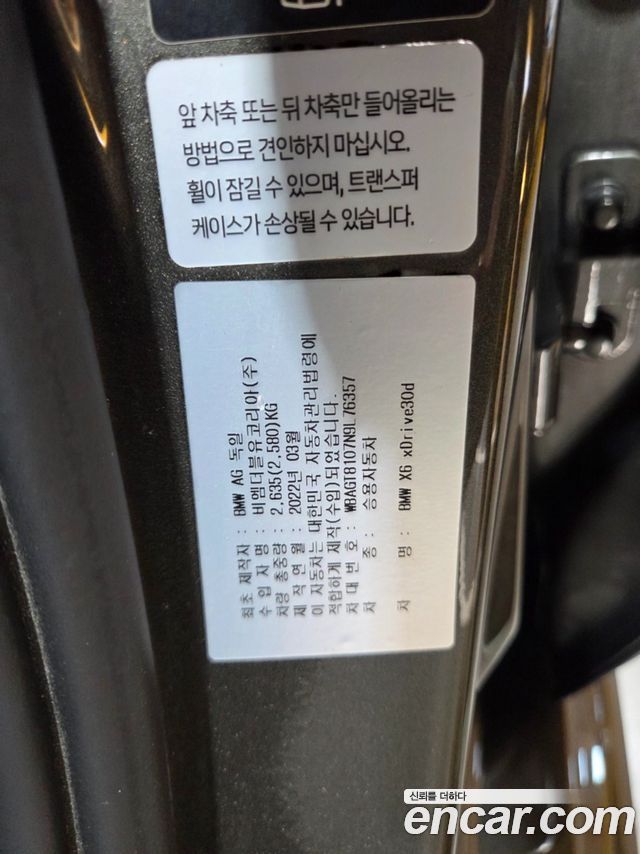 앞 차축 또는 뒤 차축만 들어올리는
방법으로 견인하지 마십시오.
휠이 잠길 수 있으며, 트랜스퍼
케이스가 손상될 수 있습니다.
최초 제작자 : BMW AG 독일
수 입 자 명 : 비엠더블유코리아(주)
차량 총중량 : 2,635(2,580)KG
제 작 연 월 : 2022년 03월
이 자동차는 대한민국 자동차관리법령에
적합하게 제작(수입)되었습니다.
차 대 번 호 : WBAGT8107N9L76357
차 종 : 승용자동차
차 명 : BMW X6 xDrive30d
신뢰를 더하다
encar.com